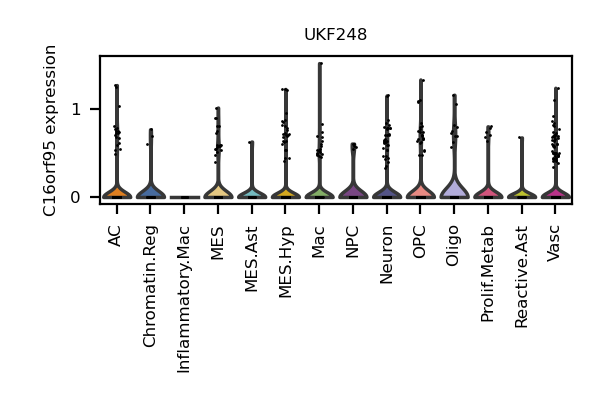 UKF248
C16orf95 expression
1
0
AC
Chromatin.Reg
Inflammatory.Mac
MES
MES.Ast
MES.Hyp
Mac
NPC
Neuron
OPC
Oligo
Prolif.Metab
Reactive.Ast
Vasc